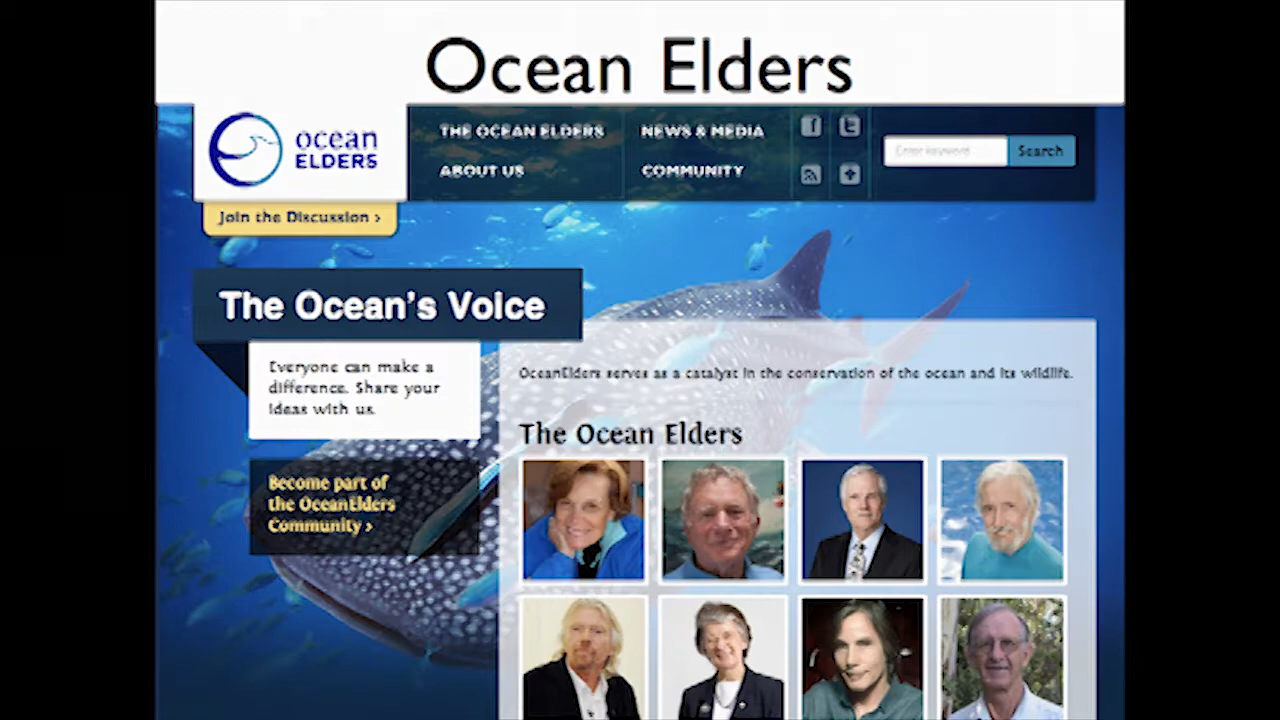 Ocean Elders
ocean
ELDERS
THE OCEAN ELDERS
NEWS & MEDIA
ABOUT US
COMMUNITY
Enter keyword
Search
Join the Discussion ›
The Ocean's Voice
Everyone can make a
difference. Share your
ideas with us.
OceanElders serves as a catalyst in the conservation of the ocean and its wildlife.
The Ocean Elders
Become part of
the OceanElders
Community ›